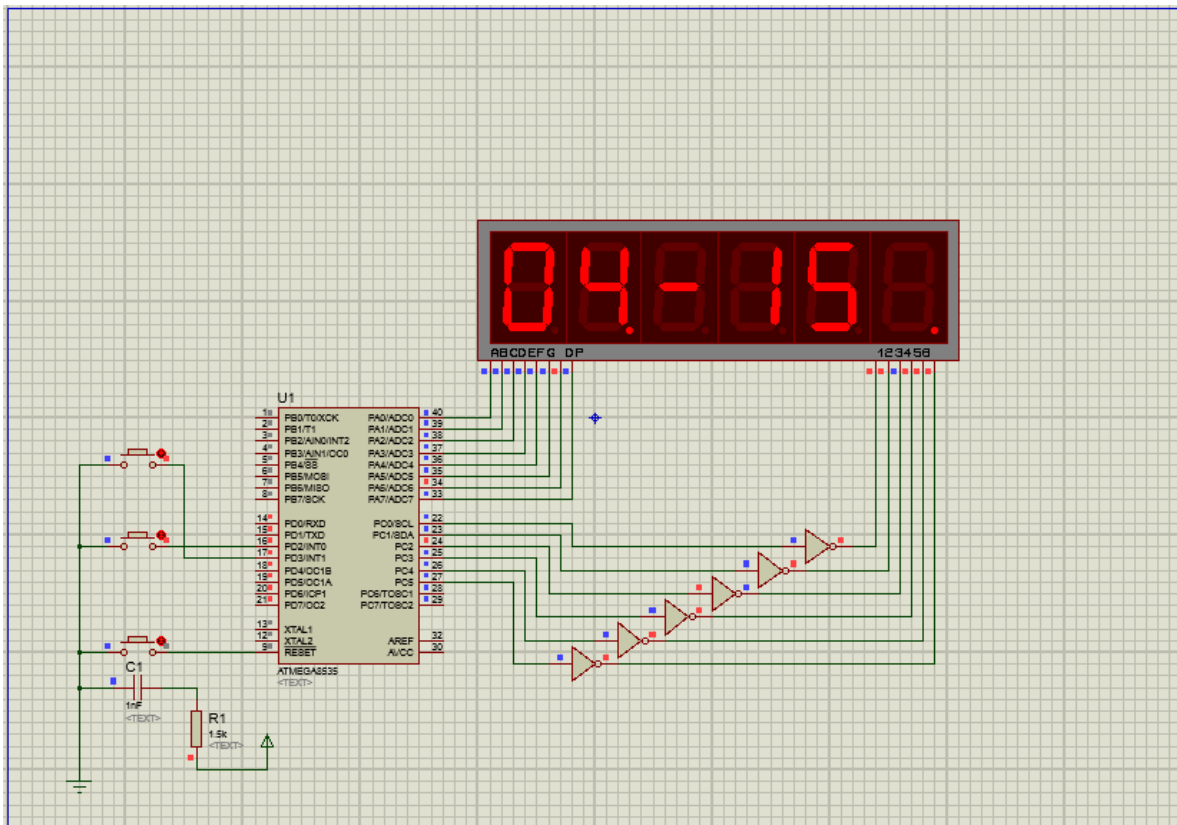 04.-15 .
ABCDEFG DP
123456
U1
1 PB0/T0/XCK PA0/ADC0 40
2 PB1/T1 PA1/ADC1 39
3 PB2/AIN0/INT2 PA2/ADC2 38
4 PB3/AIN1/OC0 PA3/ADC3 37
5 PB4/SS PA4/ADC4 36
6 PB5/MOSI PA5/ADC5 35
7 PB6/MISO PA6/ADC6 34
8 PB7/SCK PA7/ADC7 33
14 PD0/RXD PC0/SCL 22
15 PD1/TXD PC1/SDA 23
16 PD2/INT0 PC2 24
17 PD3/INT1 PC3 25
18 PD4/OC1B PC4 26
19 PD5/OC1A PC5 27
20 PD6/ICP1 PC6/TOSC1 28
21 PD7/OC2 PC7/TOSC2 29
13 XTAL1
12 XTAL2 AREF 32
9 RESET AVCC 30
ATMEGA8535
<TEXT>
C1
1nF
<TEXT>
R1
1.5k
<TEXT>